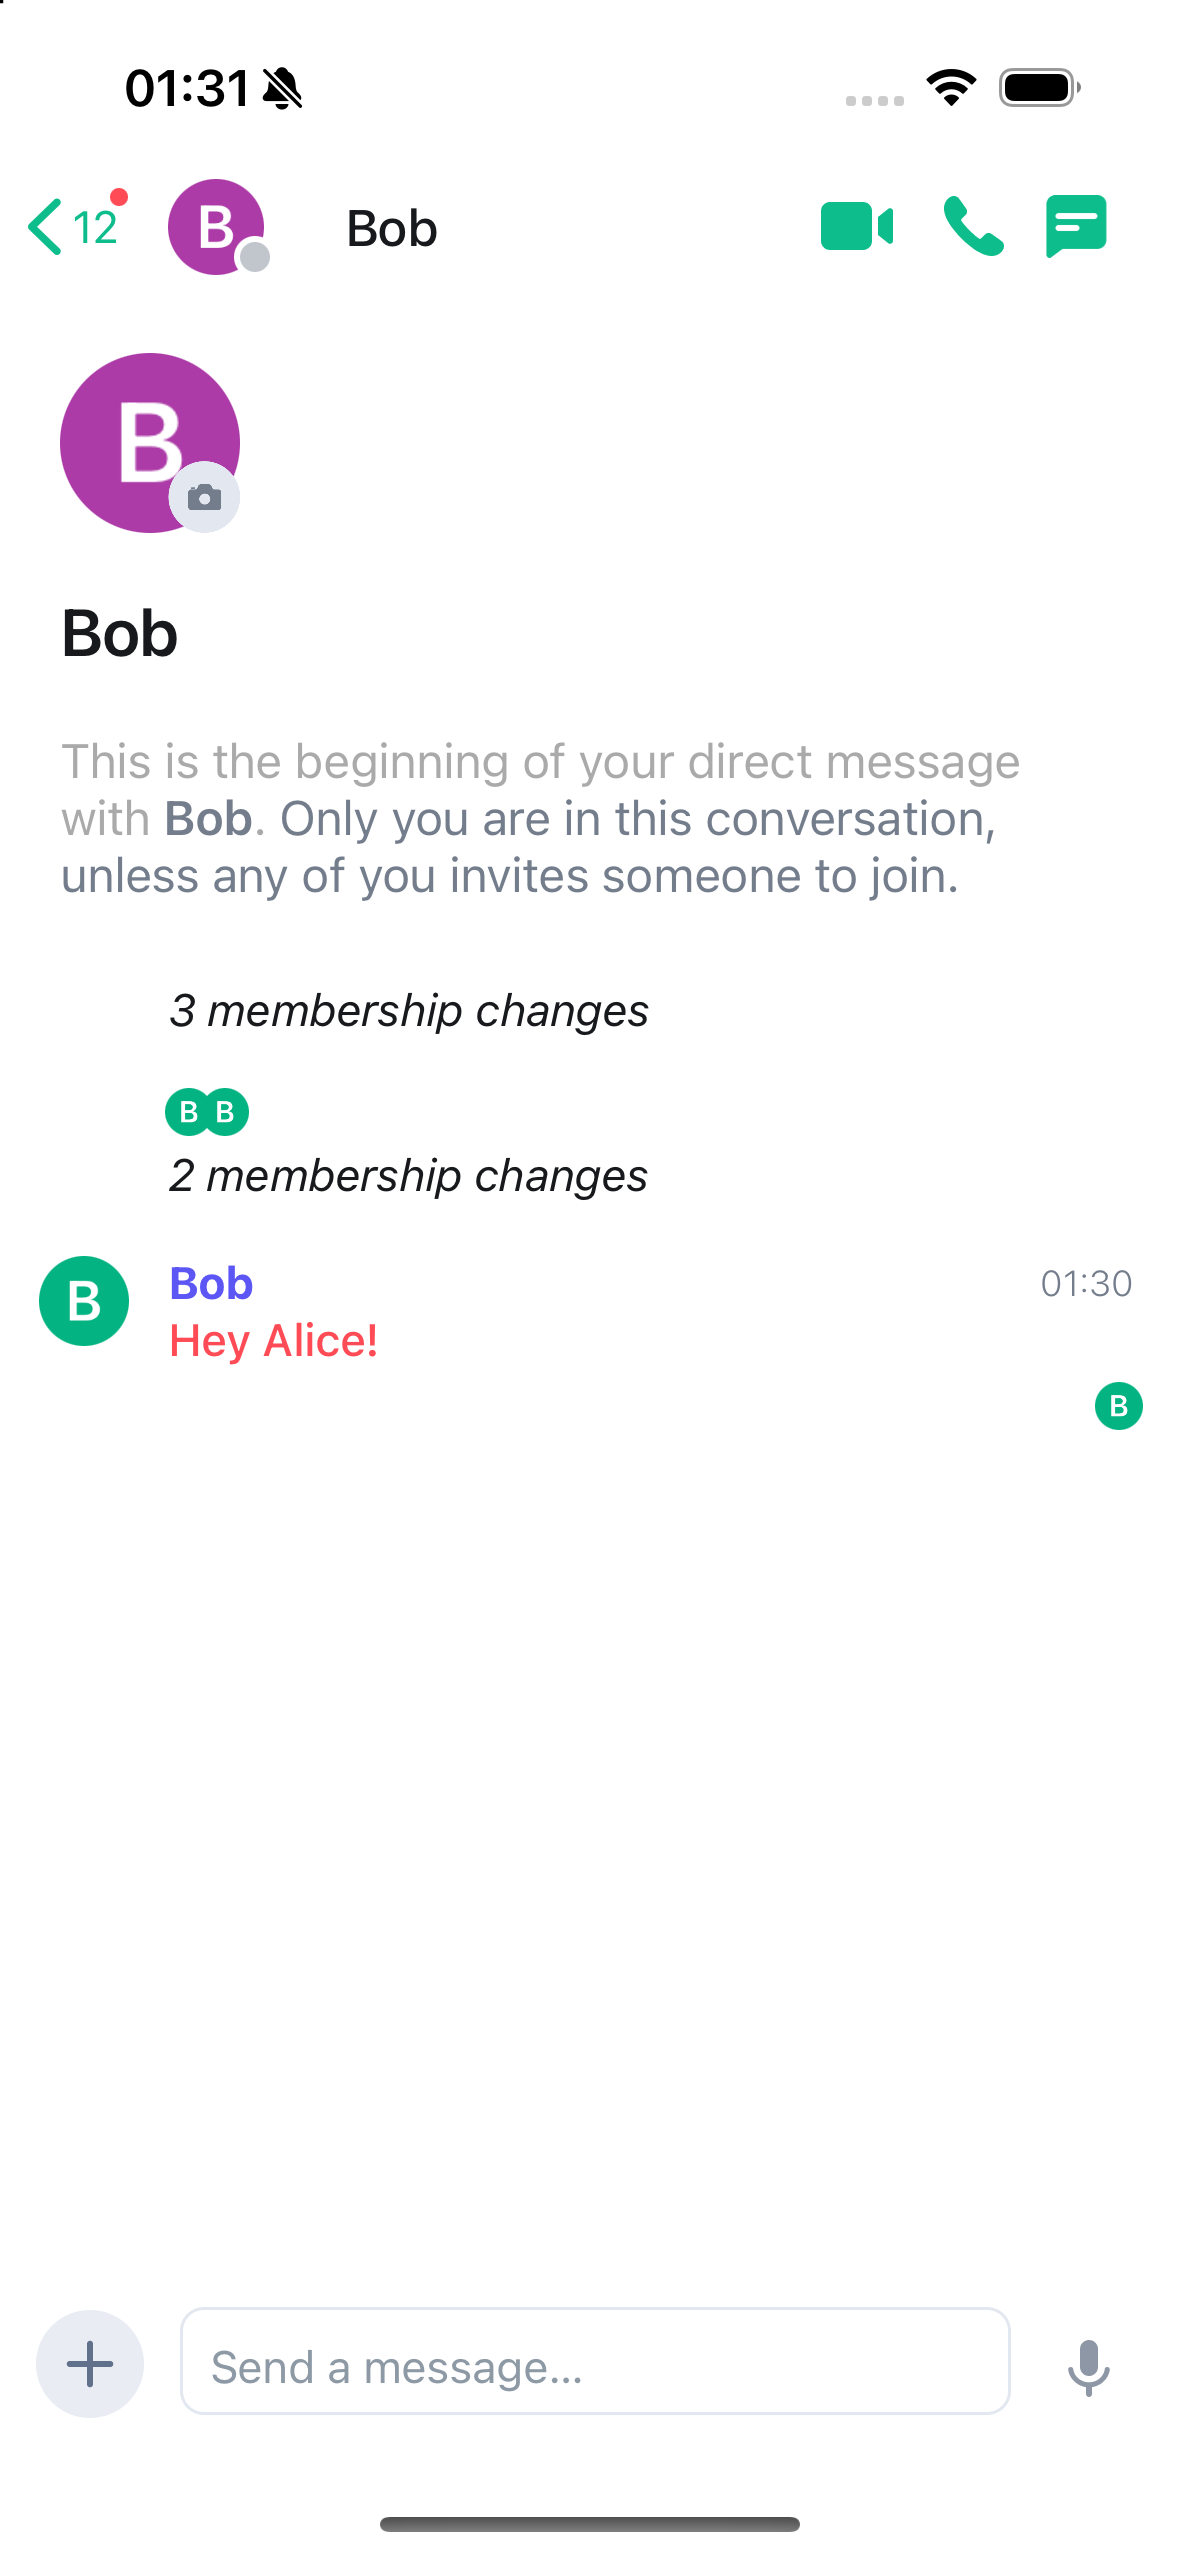 01:31
12
B
Bob
B
Bob
This is the beginning of your direct message
with Bob. Only you are in this conversation,
unless any of you invites someone to join.
3 membership changes
B B
2 membership changes
B
Bob
01:30
Hey Alice!
B
Send a message...